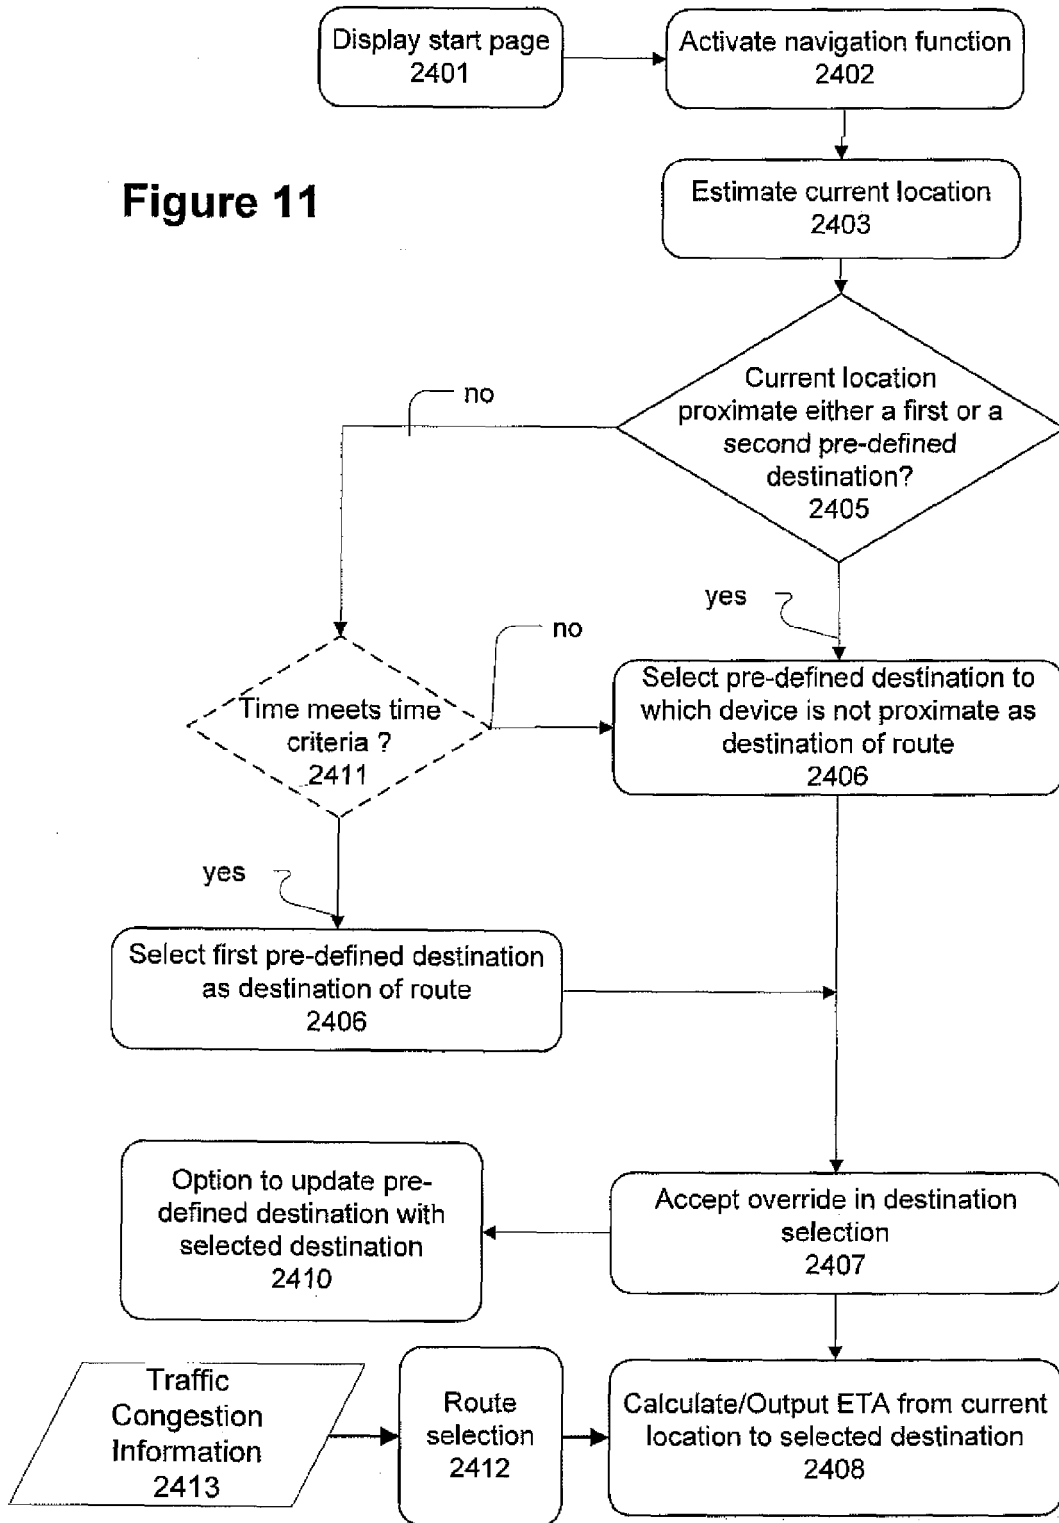 Display start page
2401
Activate navigation function
2402
Figure 11
Estimate current location
2403
Current location
proximate either a first or a
second pre-defined
destination?
2405
no
yes
no
Time meets time
criteria ?
2411
Select pre-defined destination to
which device is not proximate as
destination of route
2406
yes
Select first pre-defined destination
as destination of route
2406
Option to update pre-
defined destination with
selected destination
2410
Accept override in destination
selection
2407
Traffic
Congestion
Information
2413
Route
selection
2412
Calculate/Output ETA from current
location to selected destination
2408